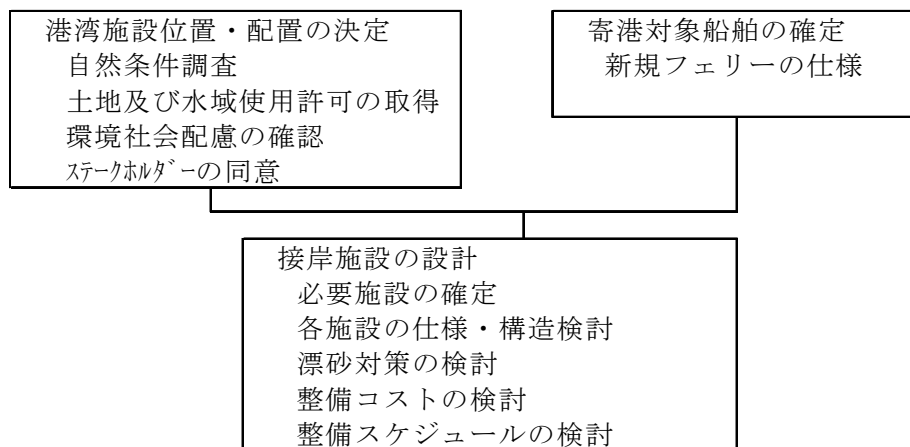 港湾施設位置・配置の決定
自然条件調査
土地及び水域使用許可の取得
環境社会配慮の確認
ｽﾃｰｸﾎﾙﾀﾞｰの同意
寄港対象船舶の確定
新規フェリーの仕様
接岸施設の設計
必要施設の確定
各施設の仕様・構造検討
漂砂対策の検討
整備コストの検討
整備スケジュールの検討